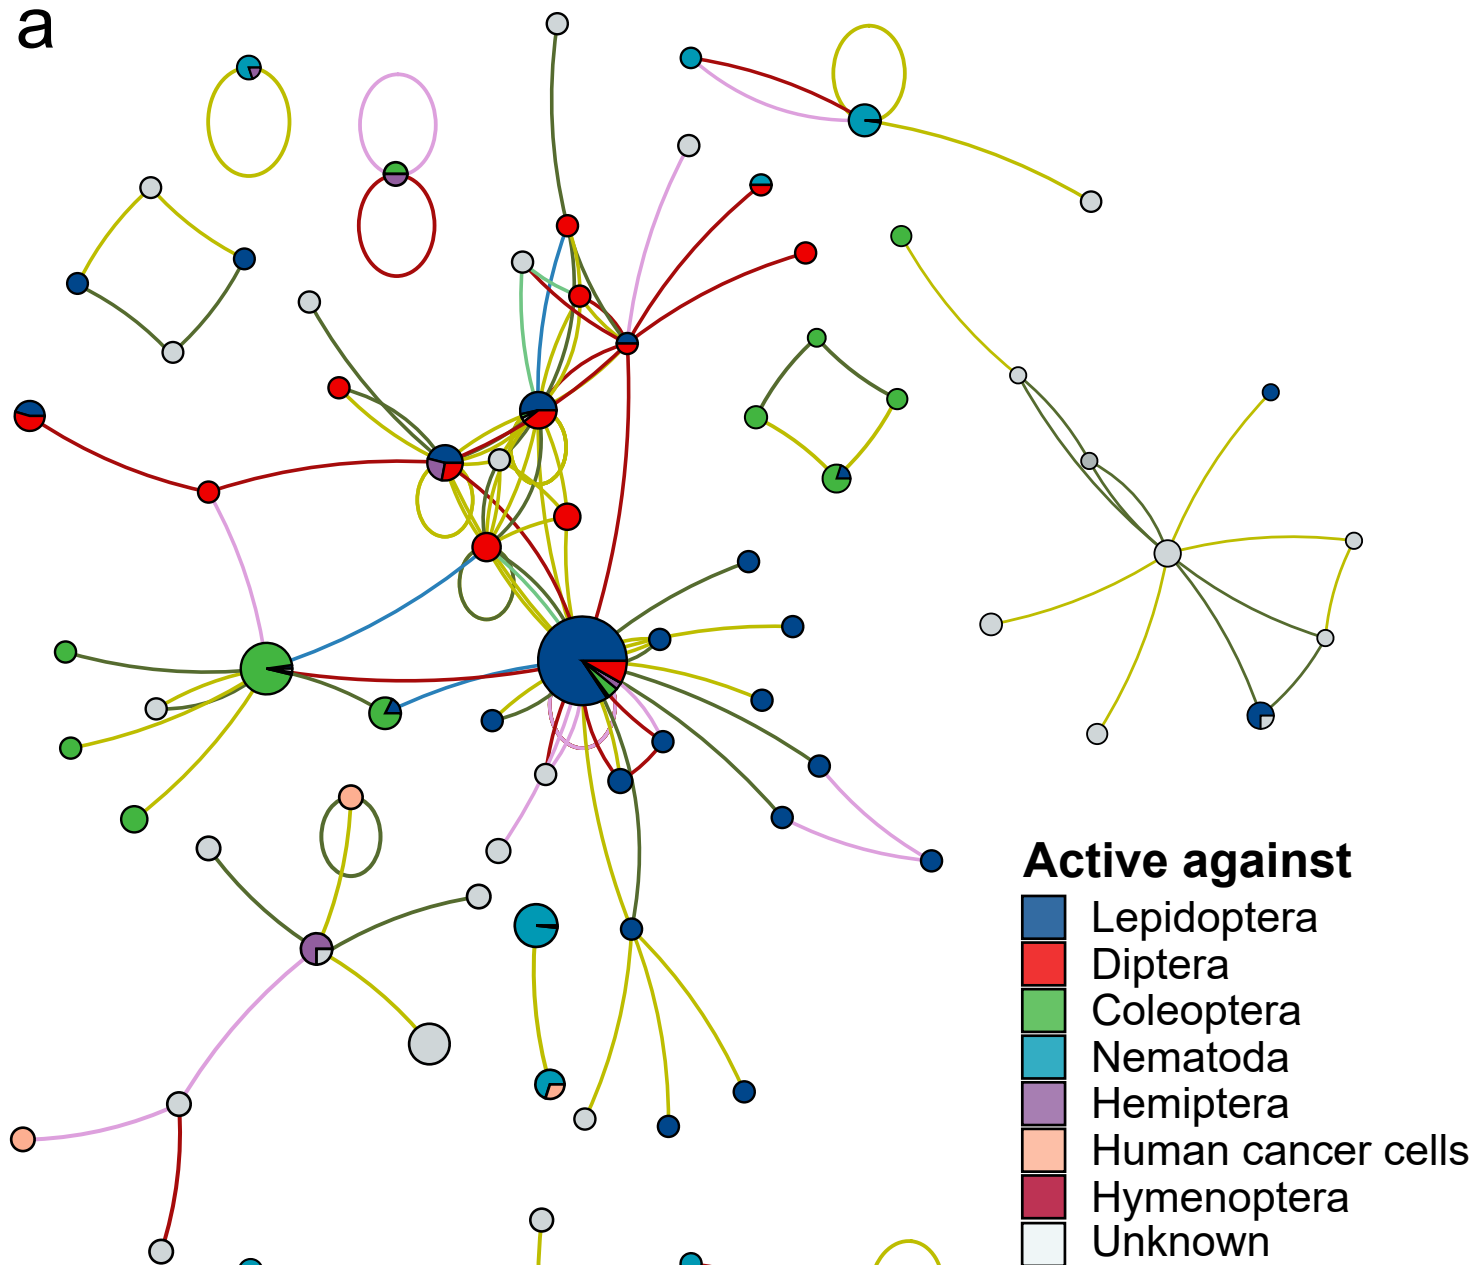 a
Active against
Lepidoptera
Diptera
Coleoptera
Nematoda
Hemiptera
Human cancer cells
Hymenoptera
Unknown